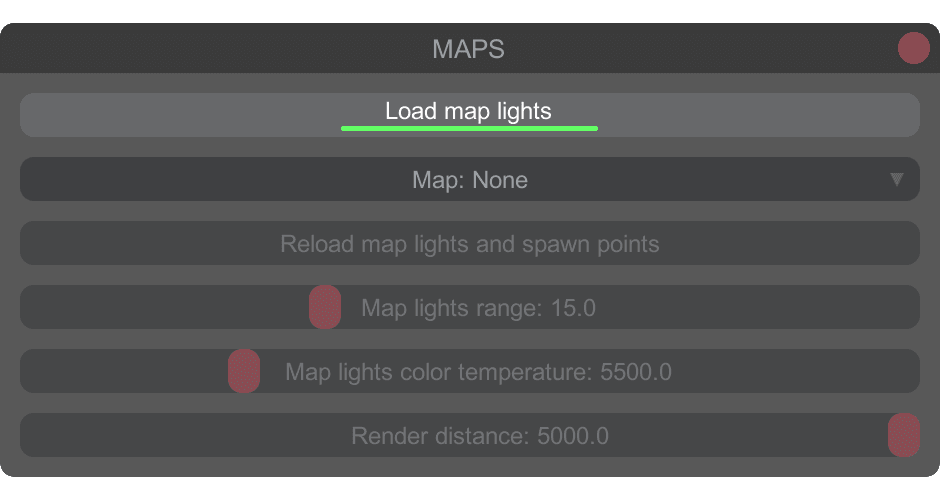 MAPS
Load map lights
Map: None
Reload map lights and spawn points
Map lights range: 15.0
Map lights color temperature: 5500.0
Render distance: 5000.0